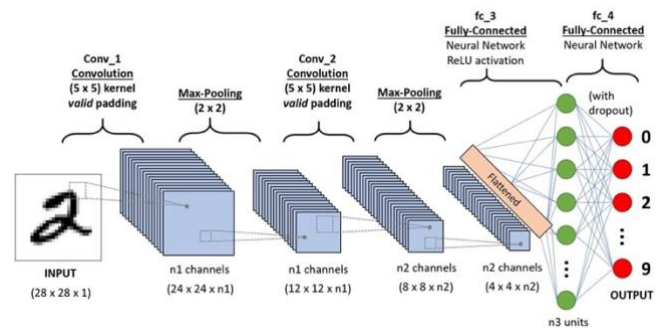 fc_3
Fully-Connected
Neural Network
ReLU activation
fc_4
Fully-Connected
Neural Network
Conv_1
Convolution
(5 x 5) kernel
valid padding
Max-Pooling
(2 x 2)
Conv_2
Convolution
(5 x 5) kernel
valid padding
Max-Pooling
(2 x 2)
(with
dropout)
Flattened
0
1
2
9
2
INPUT
(28 x 28 x 1)
n1 channels
(24 x 24 x n1)
n1 channels
(12 x 12 x n1)
n2 channels
(8 x 8 x n2)
n2 channels
(4 x 4 x n2)
OUTPUT
n3 units